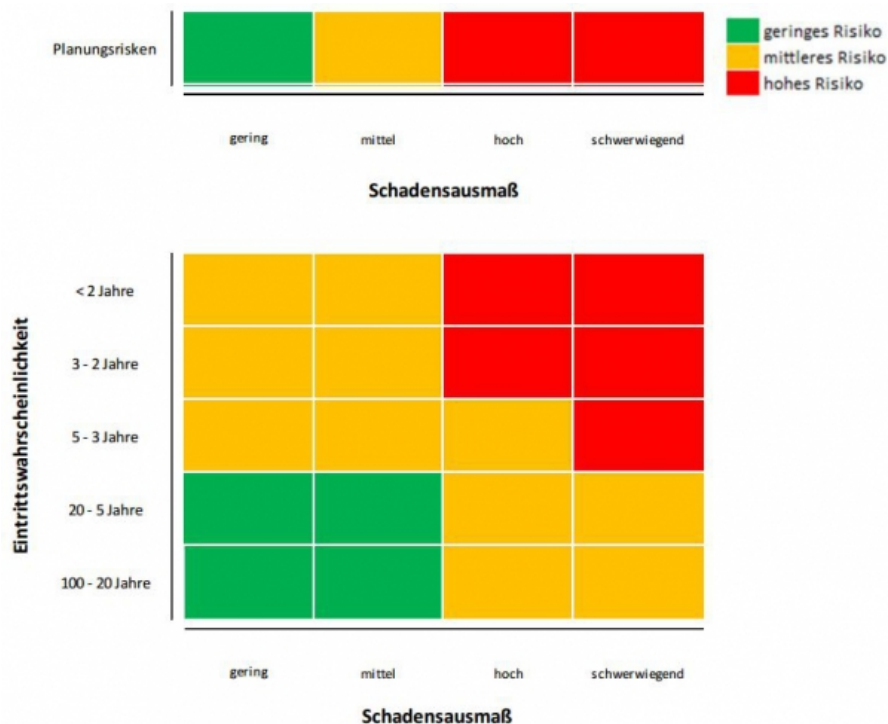 Planungsrisken
geringes Risiko
mittleres Risiko
hohes Risiko
gering
mittel
hoch
schwerwiegend
Schadensausmaß
Eintrittswahrscheinlichkeit
< 2 Jahre
3 - 2 Jahre
5 - 3 Jahre
20 - 5 Jahre
100 - 20 Jahre
gering
mittel
hoch
schwerwiegend
Schadensausmaß